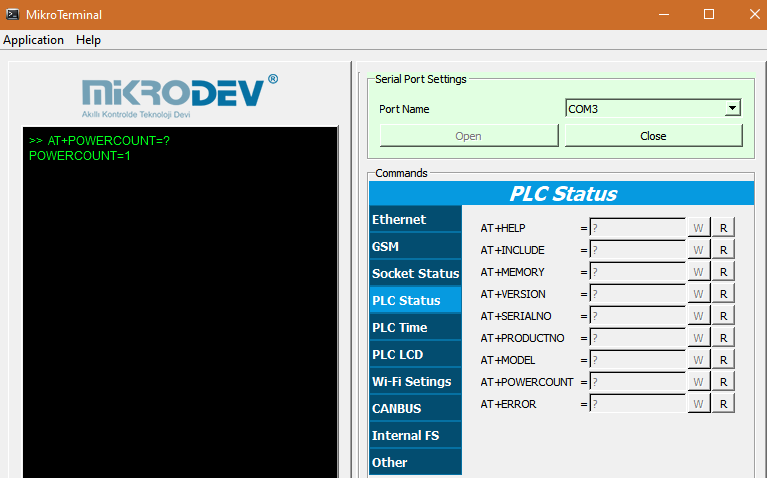 MikroTerminal
Application Help
MiKRODEV®
Akıllı Kontrolde Teknoloji Devi
>> AT+POWERCOUNT=?
POWERCOUNT=1
Serial Port Settings
Port Name COM3
Open Close
Commands
PLC Status
Ethernet
GSM
Socket Status
PLC Status
PLC Time
PLC LCD
Wi-Fi Setings
CANBUS
Internal FS
Other
AT+HELP = ? W R
AT+INCLUDE = ? W R
AT+MEMORY = ? W R
AT+VERSION = ? W R
AT+SERIALNO = ? W R
AT+PRODUCTNO = ? W R
AT+MODEL = ? W R
AT+POWERCOUNT = ? W R
AT+ERROR = ? W R